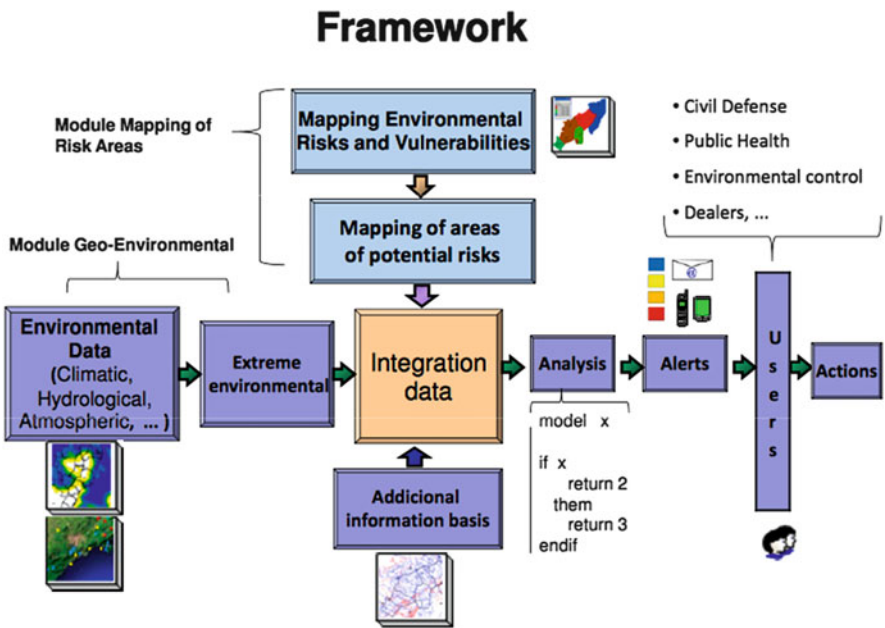 Framework
Module Mapping of
Risk Areas
Mapping Environmental
Risks and Vulnerabilities
• Civil Defense
• Public Health
• Environmental control
• Dealers, ...
Mapping of areas
of potential risks
Module Geo-Environmental
Environmental
Data
(Climatic,
Hydrological,
Atmospheric, ... )
Extreme
environmental
Integration
data
Analysis
Alerts
Users
Actions
model x
if x
return 2
them
return 3
endif
Addicional
information basis